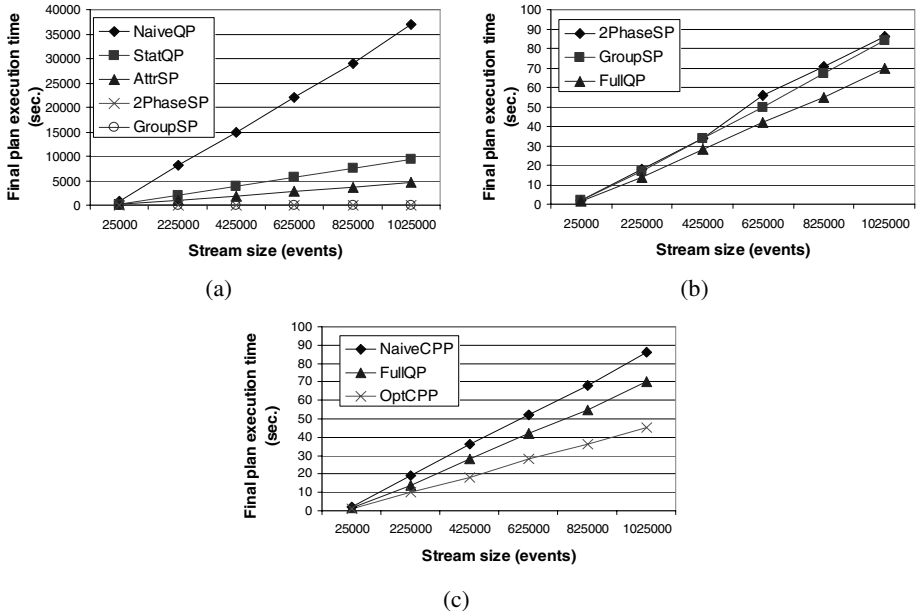 Final plan execution time
(sec.)
40000
35000
30000
25000
20000
15000
10000
5000
0
NaiveQP
StatQP
AttrSP
2PhaseSP
GroupSP
25000 225000 425000 625000 825000 1025000
Stream size (events)
(a)
Final plan execution time
(sec.)
100
90
80
70
60
50
40
30
20
10
0
2PhaseSP
GroupSP
FullQP
25000 225000 425000 625000 825000 1025000
Stream size (events)
(b)
Final plan execution time
(sec.)
100
90
80
70
60
50
40
30
20
10
0
NaiveCPP
FullQP
OptCPP
25000 225000 425000 625000 825000 1025000
Stream size (events)
(c)